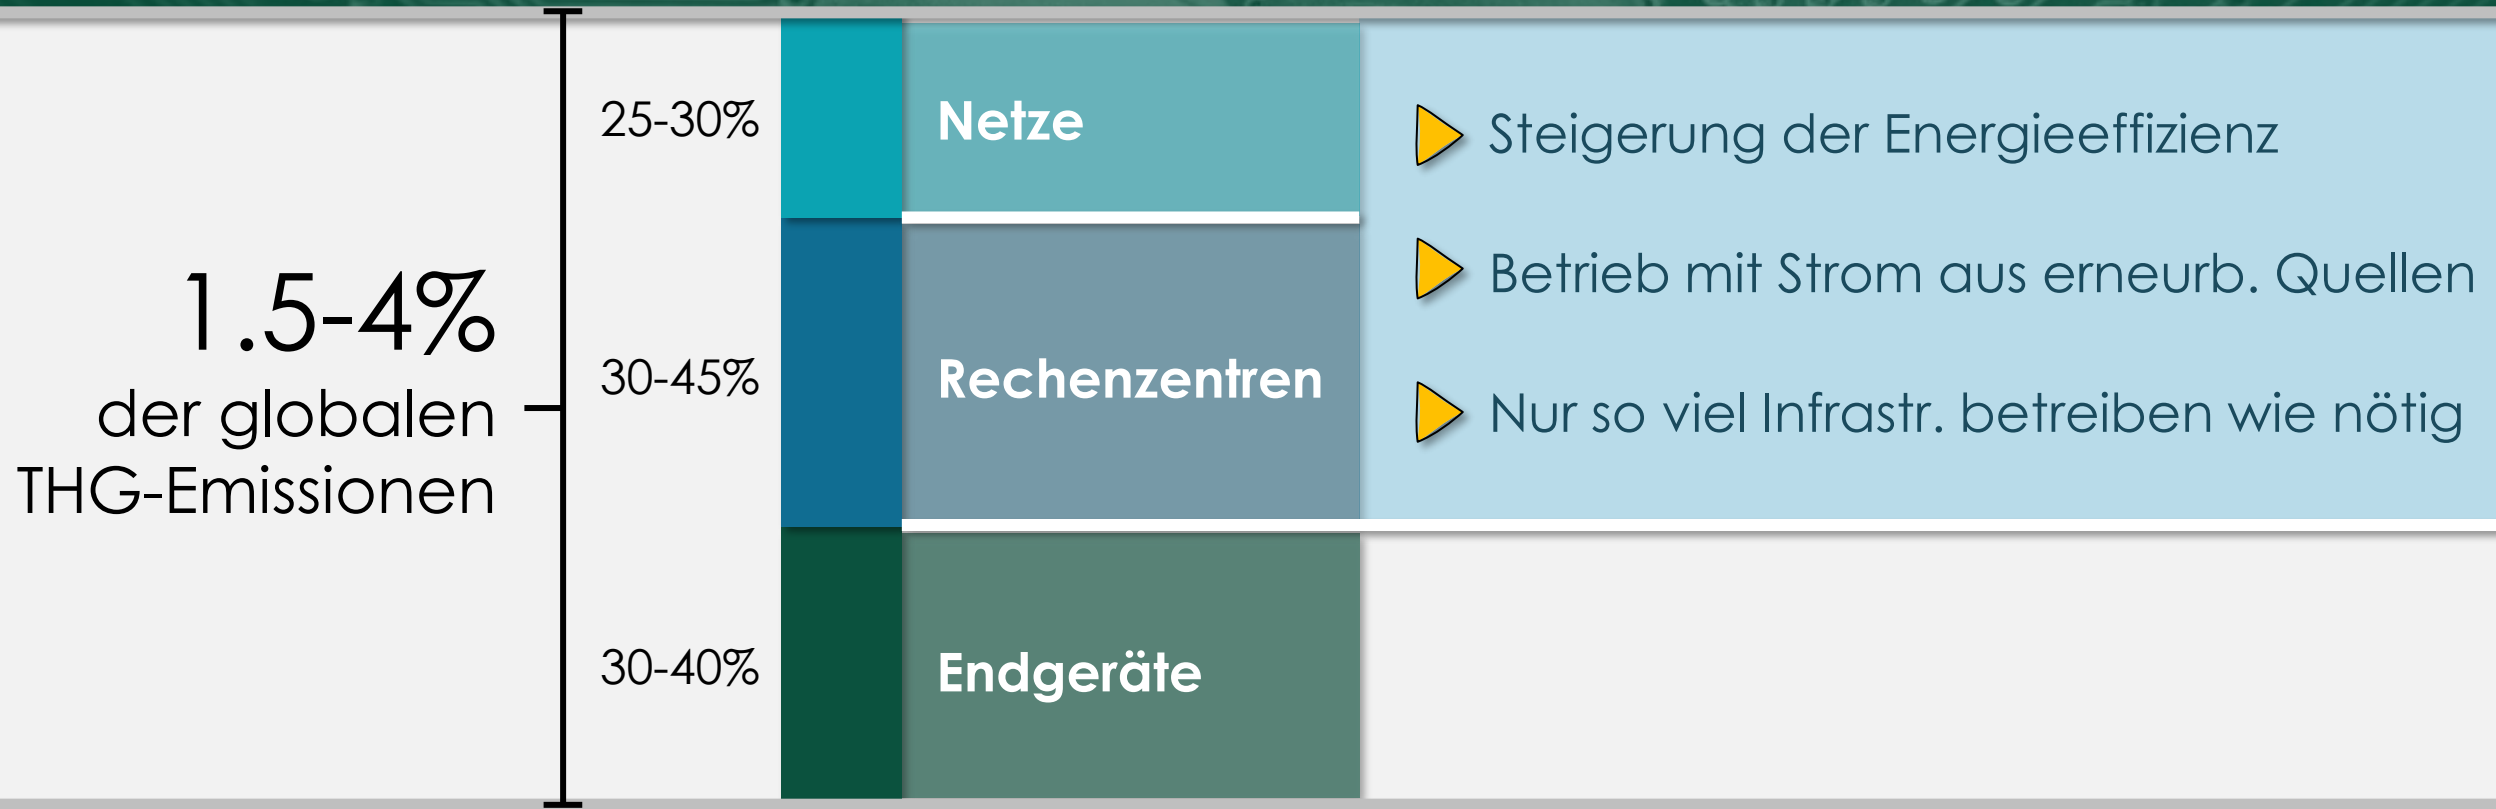 1.5-4%
der globalen
THG-Emissionen
25-30%
Netze
30-45%
Rechenzentren
30-40%
Endgeräte
Steigerung der Energieeffizienz
Betrieb mit Strom aus erneurb. Quellen
Nur so viel Infrastr. betreiben wie nötig